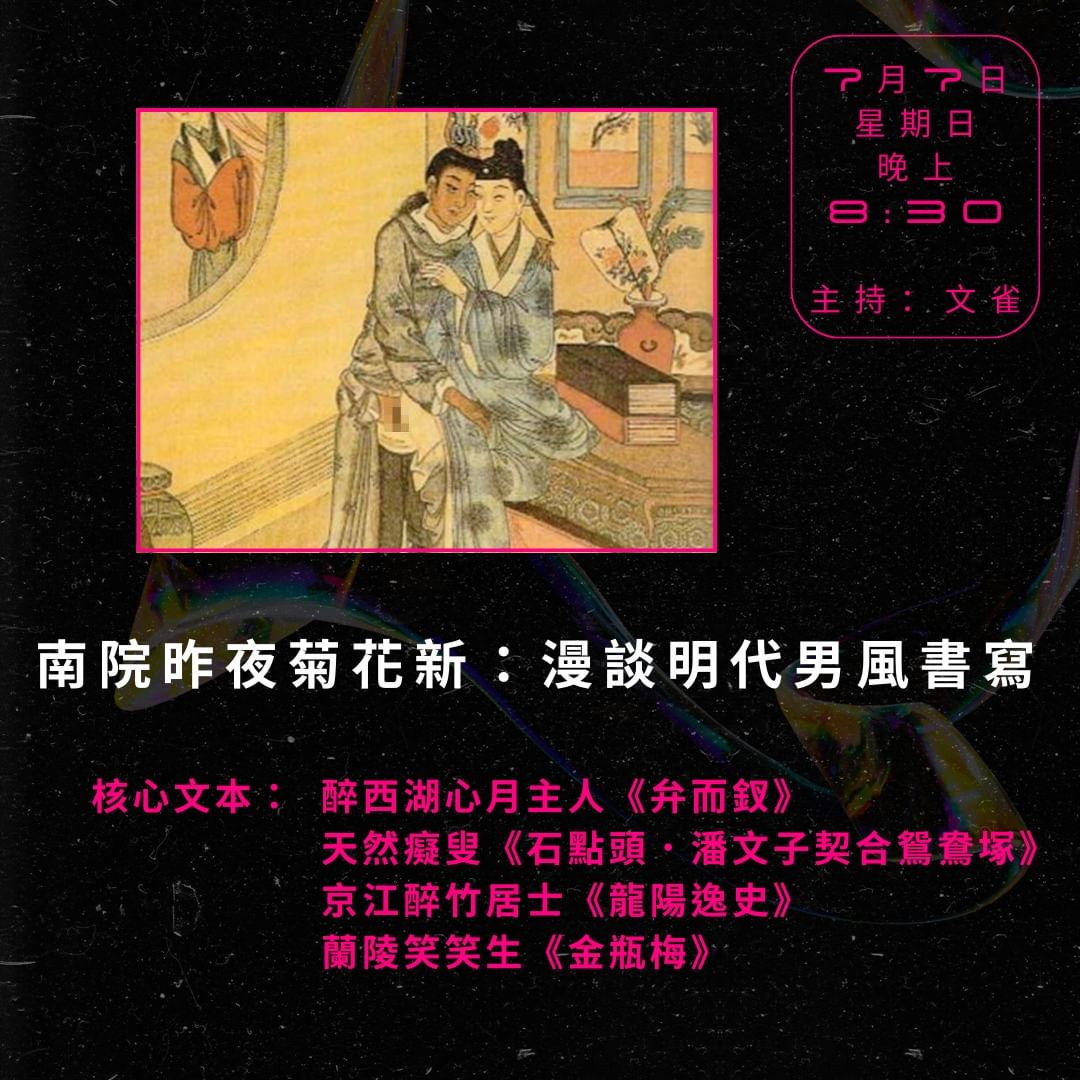 7月7日
星期日
晚上
8:30
主持：文雀
南院昨夜菊花新：漫談明代男風書寫
核心文本： 醉西湖心月主人《弁而釵》
天然癡叟《石點頭．潘文子契合鴛鴦塚》
京江醉竹居士《龍陽逸史》
蘭陵笑笑生《金瓶梅》